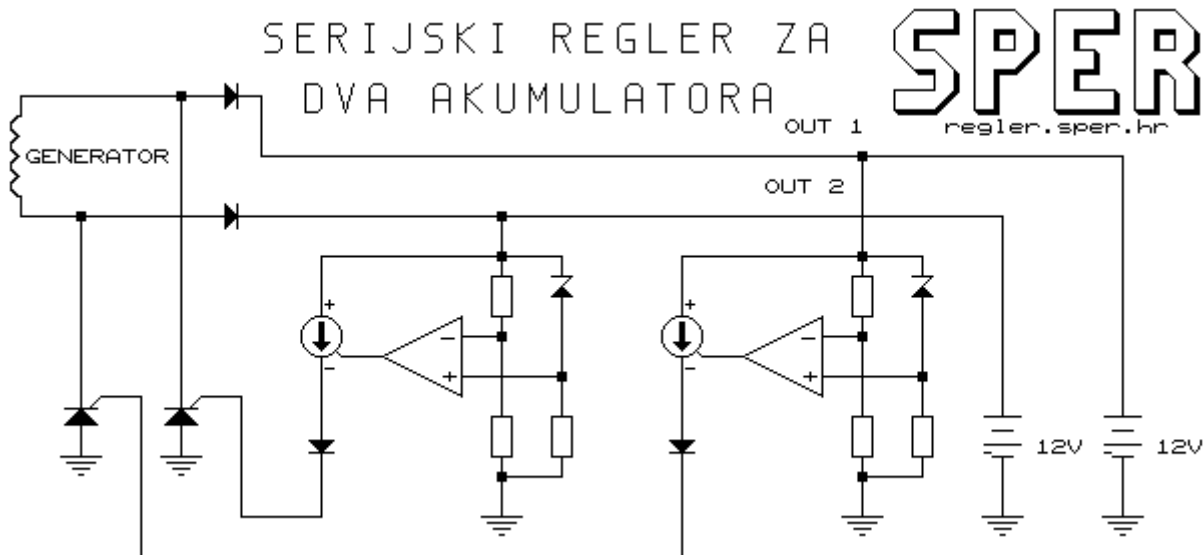 SERIJSKI REGLER ZA
DVA AKUMULATORA
SPER
regler.sper.hr
OUT 1
GENERATOR
OUT 2
+
+
−
−
+
+
−
−
12V
12V